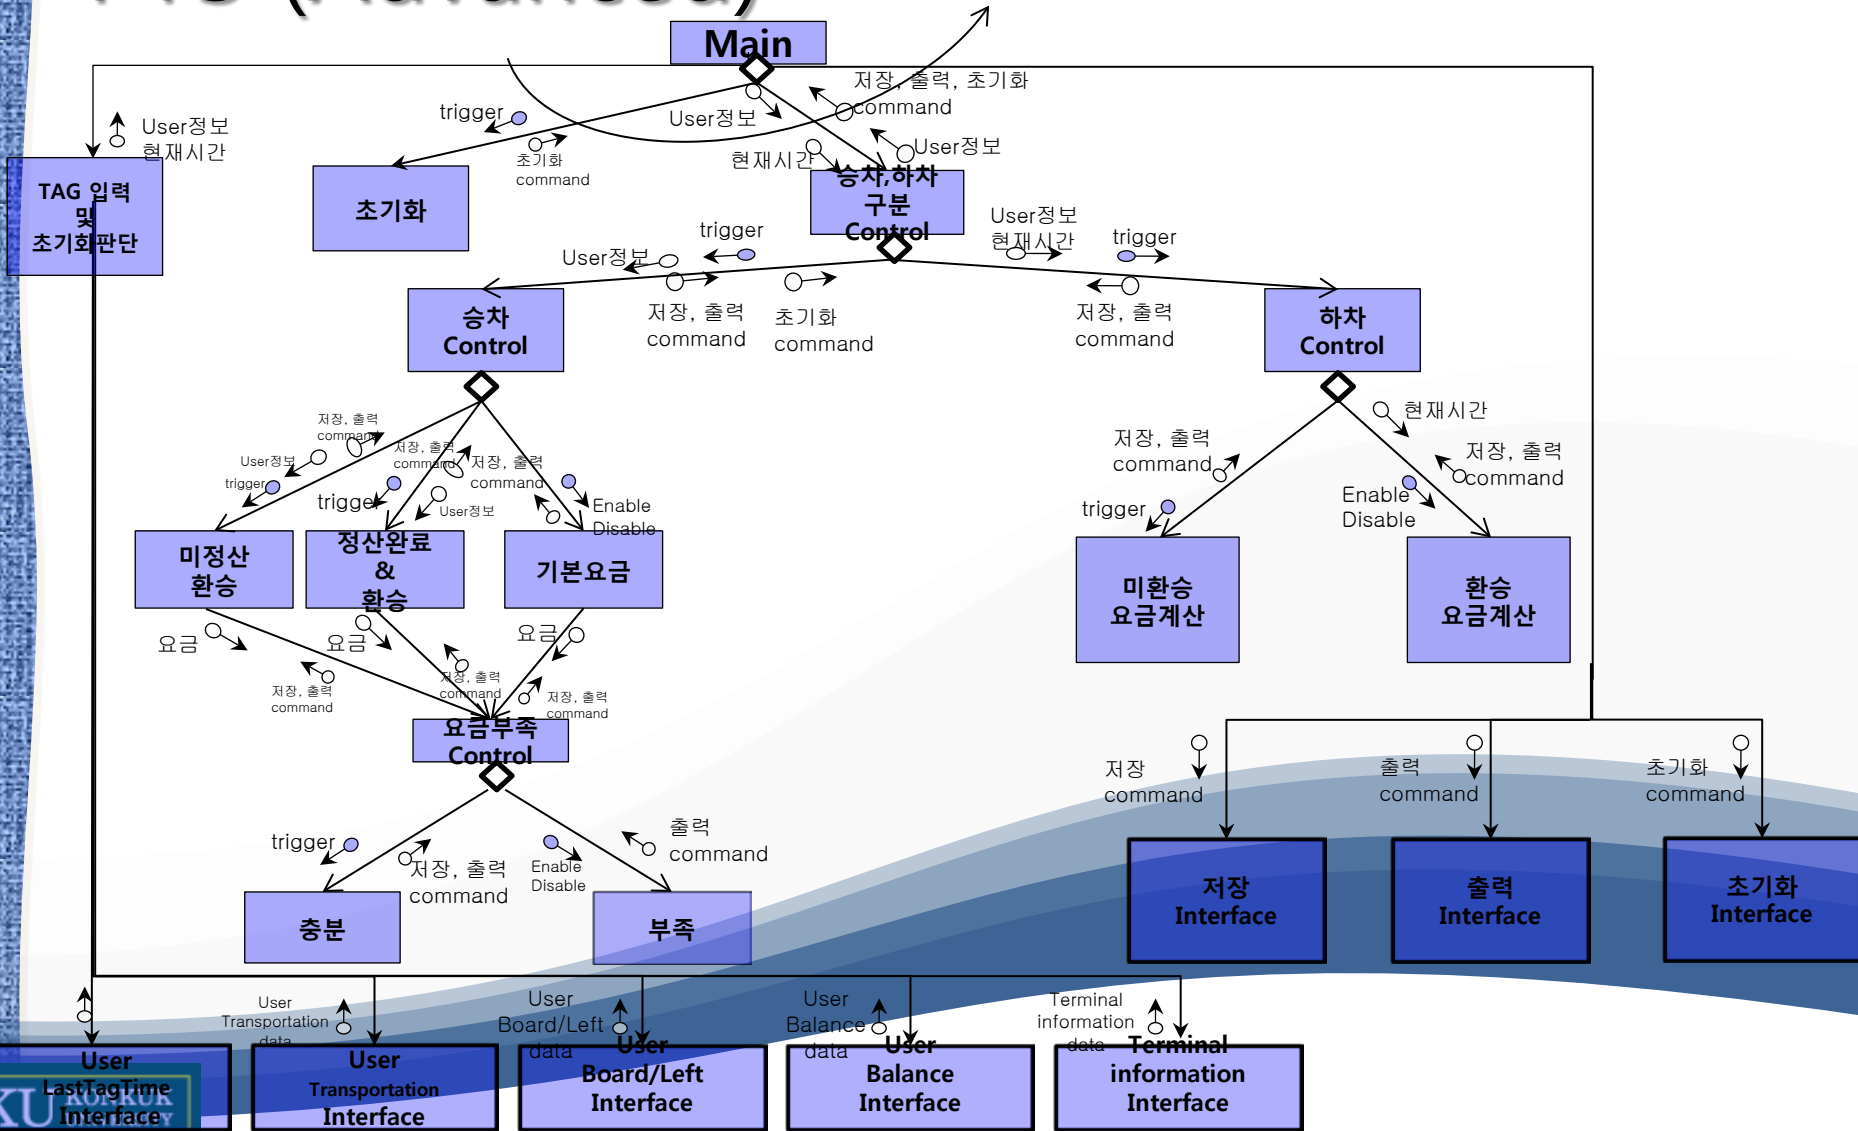 (Advanced)
Main
저장, 출력, 초기화
command
trigger
User정보
User정보
현재시간
초기화
command
현재시간
User정보
TAG 입력
및
초기화판단
초기화
승차,하차
구분
Control
trigger
User정보
User정보
현재시간
trigger
저장, 출력
command
초기화
command
저장, 출력
command
승차
Control
하차
Control
저장, 출력
command
저장, 출력
command
저장, 출력
command
User정보
trigger
trigger
User정보
Enable
Disable
현재시간
저장, 출력
command
저장, 출력
command
trigger
Enable
Disable
미정산
환승
정산완료
&
환승
기본요금
미환승
요금계산
환승
요금계산
요금
요금
요금
저장, 출력
command
저장, 출력
command
저장, 출력
command
요금부족
Control
저장
command
출력
command
초기화
command
trigger
저장, 출력
command
Enable
Disable
출력
command
충분
부족
저장
Interface
출력
Interface
초기화
Interface
User
Transportation
data
User
Board/Left
data
User
Balance
data
Terminal
information
data
User
LastTagTime
Interface
User
Transportation
Interface
User
Board/Left
Interface
User
Balance
Interface
Terminal
information
Interface
KU KONKUK